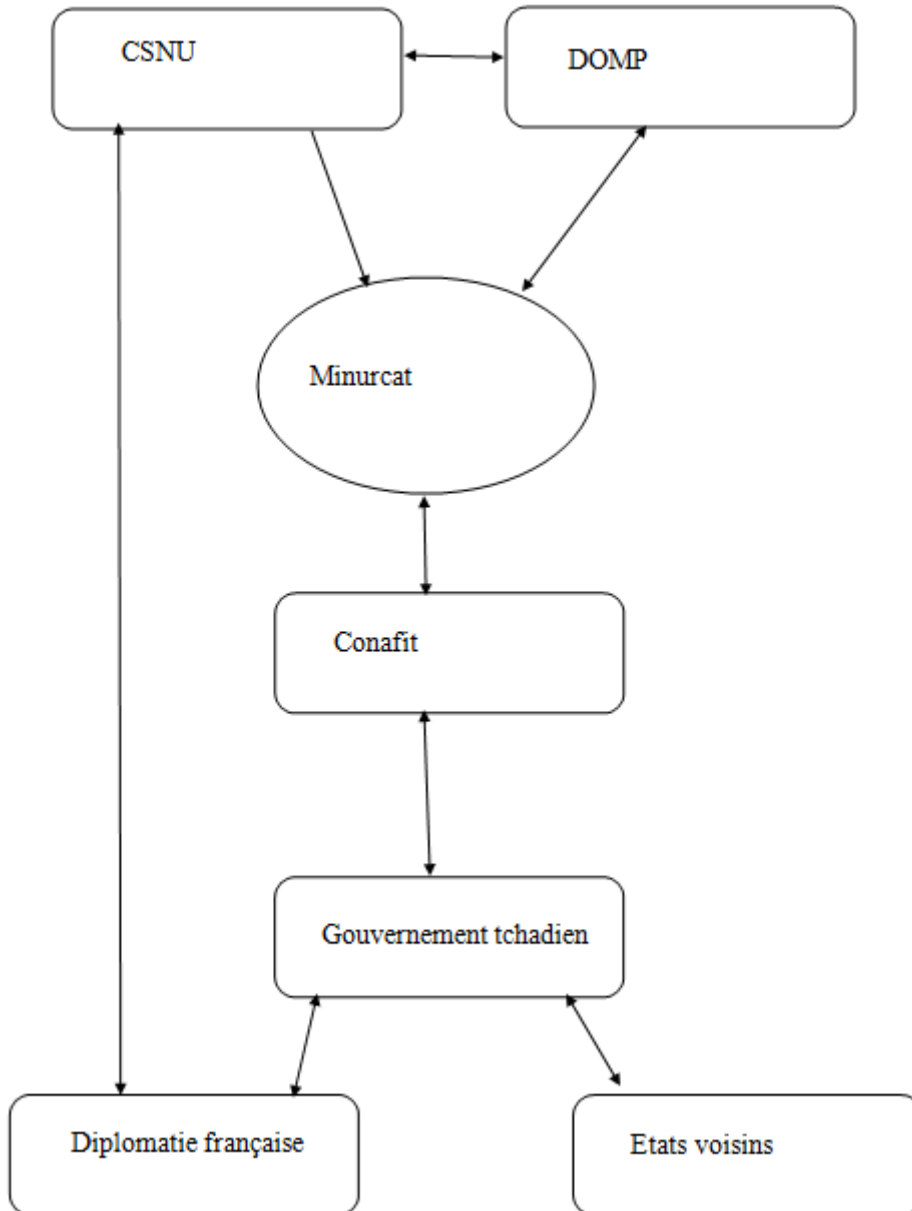 CSNU
DOMP
Minurcat
Conafit
Gouvernement tchadien
Diplomatie française
Etats voisins